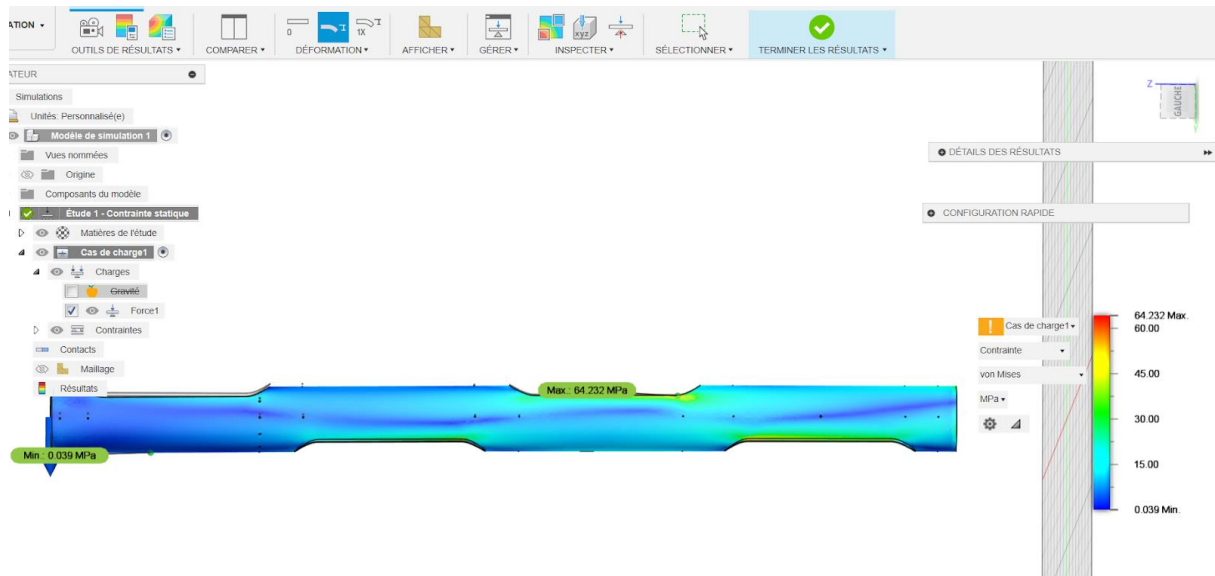 ATION
OUTILS DE RÉSULTATS
COMPARER
0
1X
DÉFORMATION
AFFICHER
GÉRER
xyz
INSPECTER
SÉLECTIONNER
TERMINER LES RÉSULTATS
ATEUR
Simulations
Unités: Personnalisé(e)
Modèle de simulation 1
Vues nommées
Origine
Composants du modèle
Étude 1 - Contrainte statique
Matières de l'étude
Cas de charge1
Charges
Gravité
Force1
Contraintes
Contacts
Maillage
Résultats
Z
GAUCHE
DÉTAILS DES RÉSULTATS
CONFIGURATION RAPIDE
Max.: 64.232 MPa
Min.: 0.039 MPa
Cas de charge1
Contrainte
von Mises
MPa
64.232 Max.
60.00
45.00
30.00
15.00
0.039 Min.